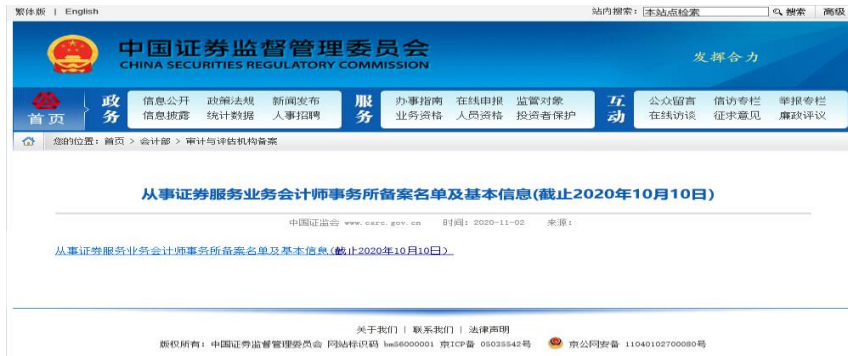 繁体版 | English
站内搜索： 本站点检索 搜索 高级
中国证券监督管理委员会
CHINA SECURITIES REGULATORY COMMISSION
发挥合力
首页
政务
信息公开 政策法规 新闻发布
信息披露 统计数据 人事招聘
服务
办事指南 在线申报 监管对象
业务资格 人员资格 投资者保护
互动
公众留言 信访专栏 举报专栏
在线访谈 征求意见 廉政评议
您的位置：首页 > 会计部 > 审计与评估机构备案
从事证券服务业务会计师事务所备案名单及基本信息(截止2020年10月10日)
中国证监会 www.csrc.gov.cn 时间：2020-11-02 来源：
从事证券服务业务会计师事务所备案名单及基本信息(截止2020年10月10日)
关于我们 | 联系我们 | 法律声明
版权所有：中国证券监督管理委员会 网站标识码 bm56000001 京ICP备 05035542号 京公网安备 11040102700080号